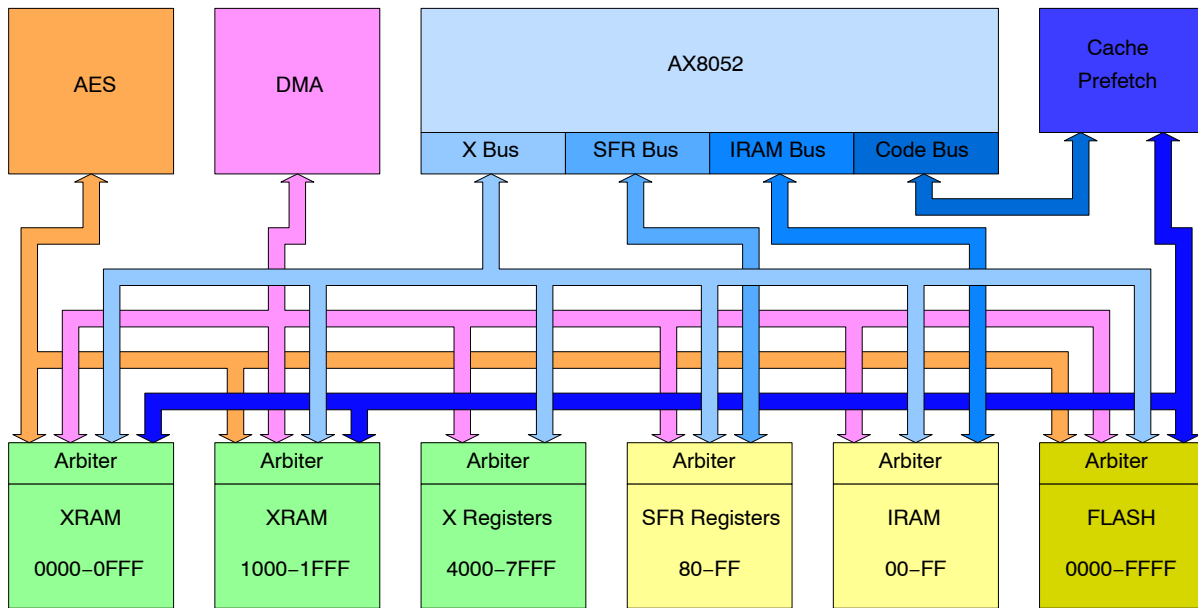 AES
DMA
AX8052
Cache
Prefetch
X Bus
SFR Bus
IRAM Bus
Code Bus
Arbiter
XRAM
0000−0FFF
Arbiter
XRAM
1000−1FFF
Arbiter
X Registers
4000−7FFF
Arbiter
SFR Registers
80−FF
Arbiter
IRAM
00−FF
Arbiter
FLASH
0000−FFFF